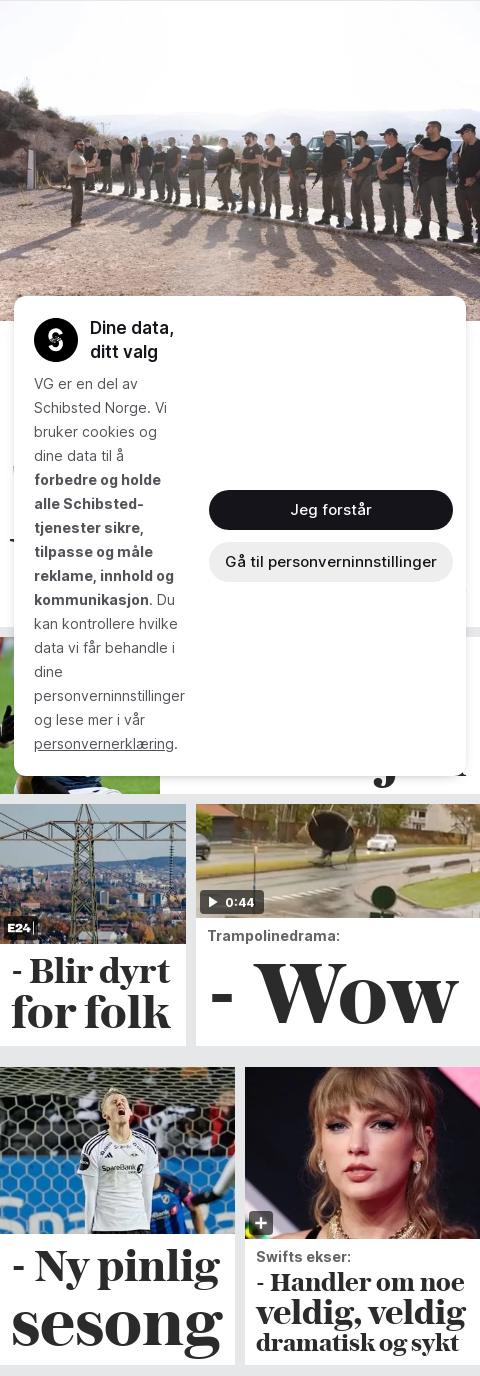 Dine data,
ditt valg
VG er en del av
Schibsted Norge. Vi
bruker cookies og
dine data til å
forbedre og holde
alle Schibsted-
tjenester sikre,
tilpasse og måle
reklame, innhold og
kommunikasjon. Du
kan kontrollere hvilke
data vi får behandle i
dine
personverninnstillinger
og lese mer i vår
personvernerklæring.
Jeg forstår
Gå til personverninnstillinger
E24
- Blir dyrt
for folk
0:44
Trampolinedrama:
- Wow
SpareBank
- Ny pinlig
sesong
Swifts ekser:
- Handler om noe
veldig, veldig
dramatisk og sykt